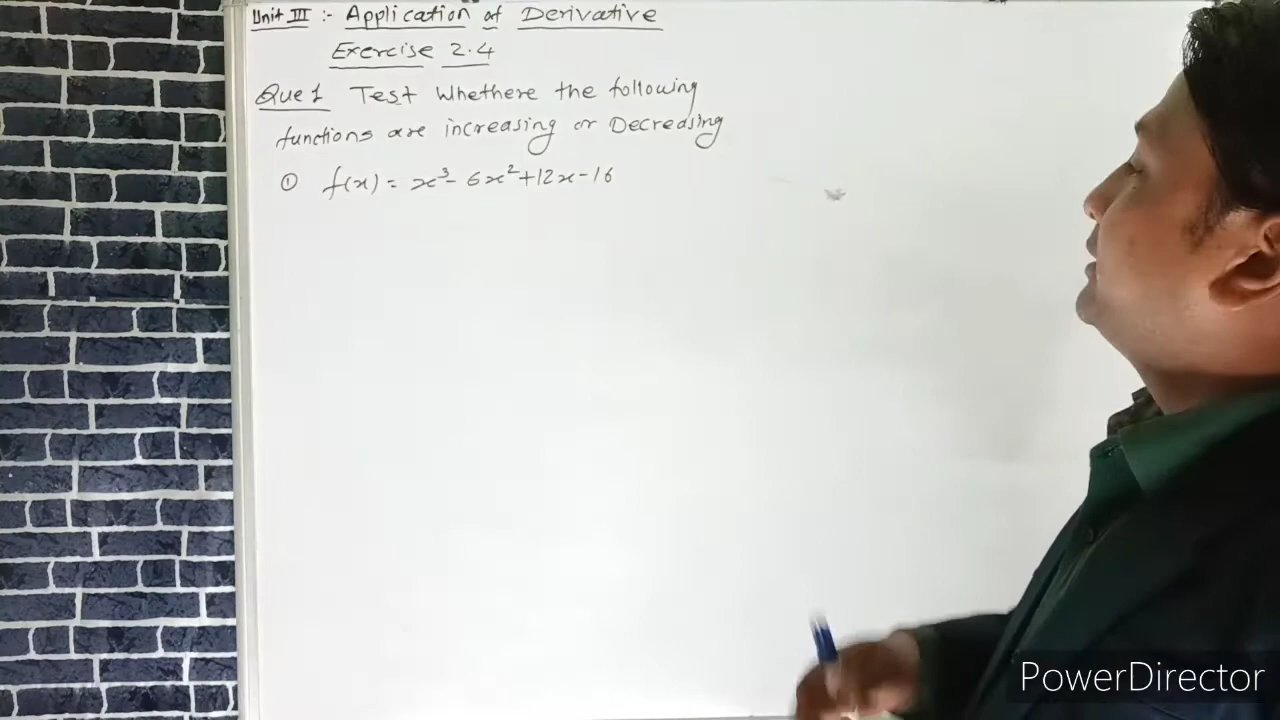 Unit III :- Application of Derivative
Exercise 2.4
Que 1 Test Whethere the following
functions are increasing or Decreasing
① f(x) = x³ - 6x² + 12x - 16
PowerDirector